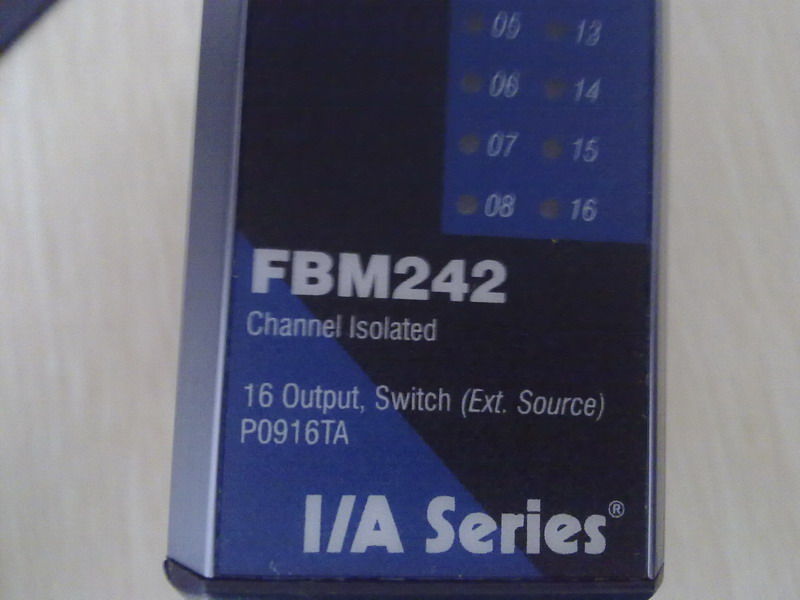 05 13
06 14
07 15
08 16
FBM242
Channel Isolated
16 Output, Switch (Ext. Source)
P0916TA
I/A Series®